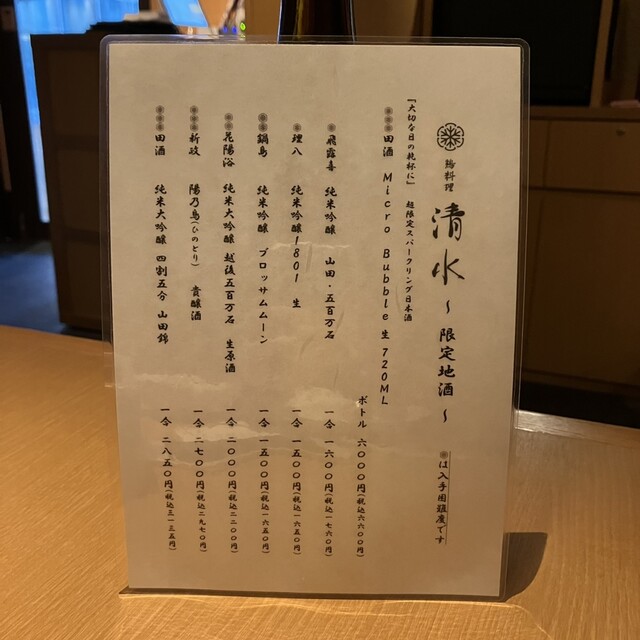 鮨料理 清水 〜限定地酒〜 ❋は入手困難度です
『大切な日の乾杯に』 超限定スパークリング日本酒
❋❋❋ 田酒 Micro Bubble 生 720ML
ボトル 六〇〇〇円(税込六六〇〇円)
❋❋❋ 飛露喜 純米吟醸 山田・五百万石 一合 一六〇〇円(税込一七六〇円)
❋❋ 理八 純米吟醸1801 生 一合 一五〇〇円(税込一六五〇円)
❋❋❋ 鍋島 純米吟醸 ブロッサムムーン 一合 一五〇〇円(税込一六五〇円)
❋❋ 花陽浴 純米大吟醸 越後五百万石 生原酒 一合 二〇〇〇円(税込二二〇〇円)
❋❋❋ 新政 陽乃鳥(ひのとり) 貴醸酒 一合 二七〇〇円(税込二九七〇円)
❋❋❋ 田酒 純米大吟醸 四割五分 山田錦 一合 二八五〇円(税込三一三五円)